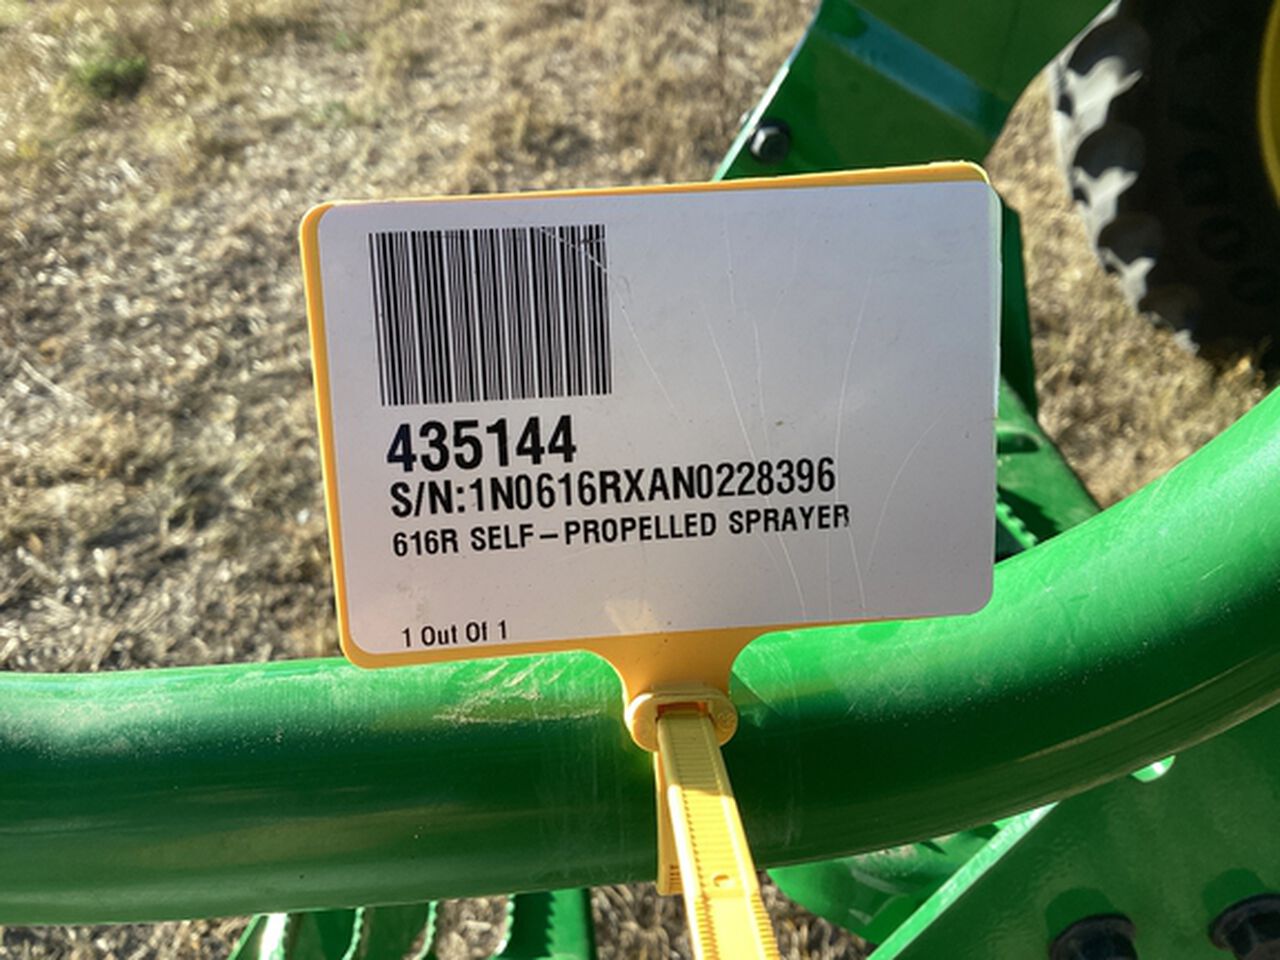 435144
S/N:1N0616RXAN0228396
616R SELF-PROPELLED SPRAYER
1 Out Of 1